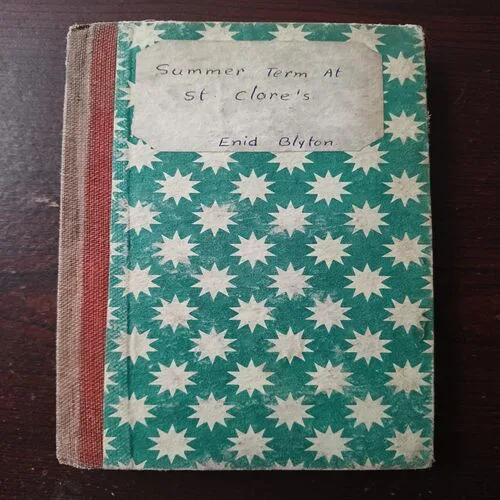 Summer Term At
St. Clare's
Enid Blyton